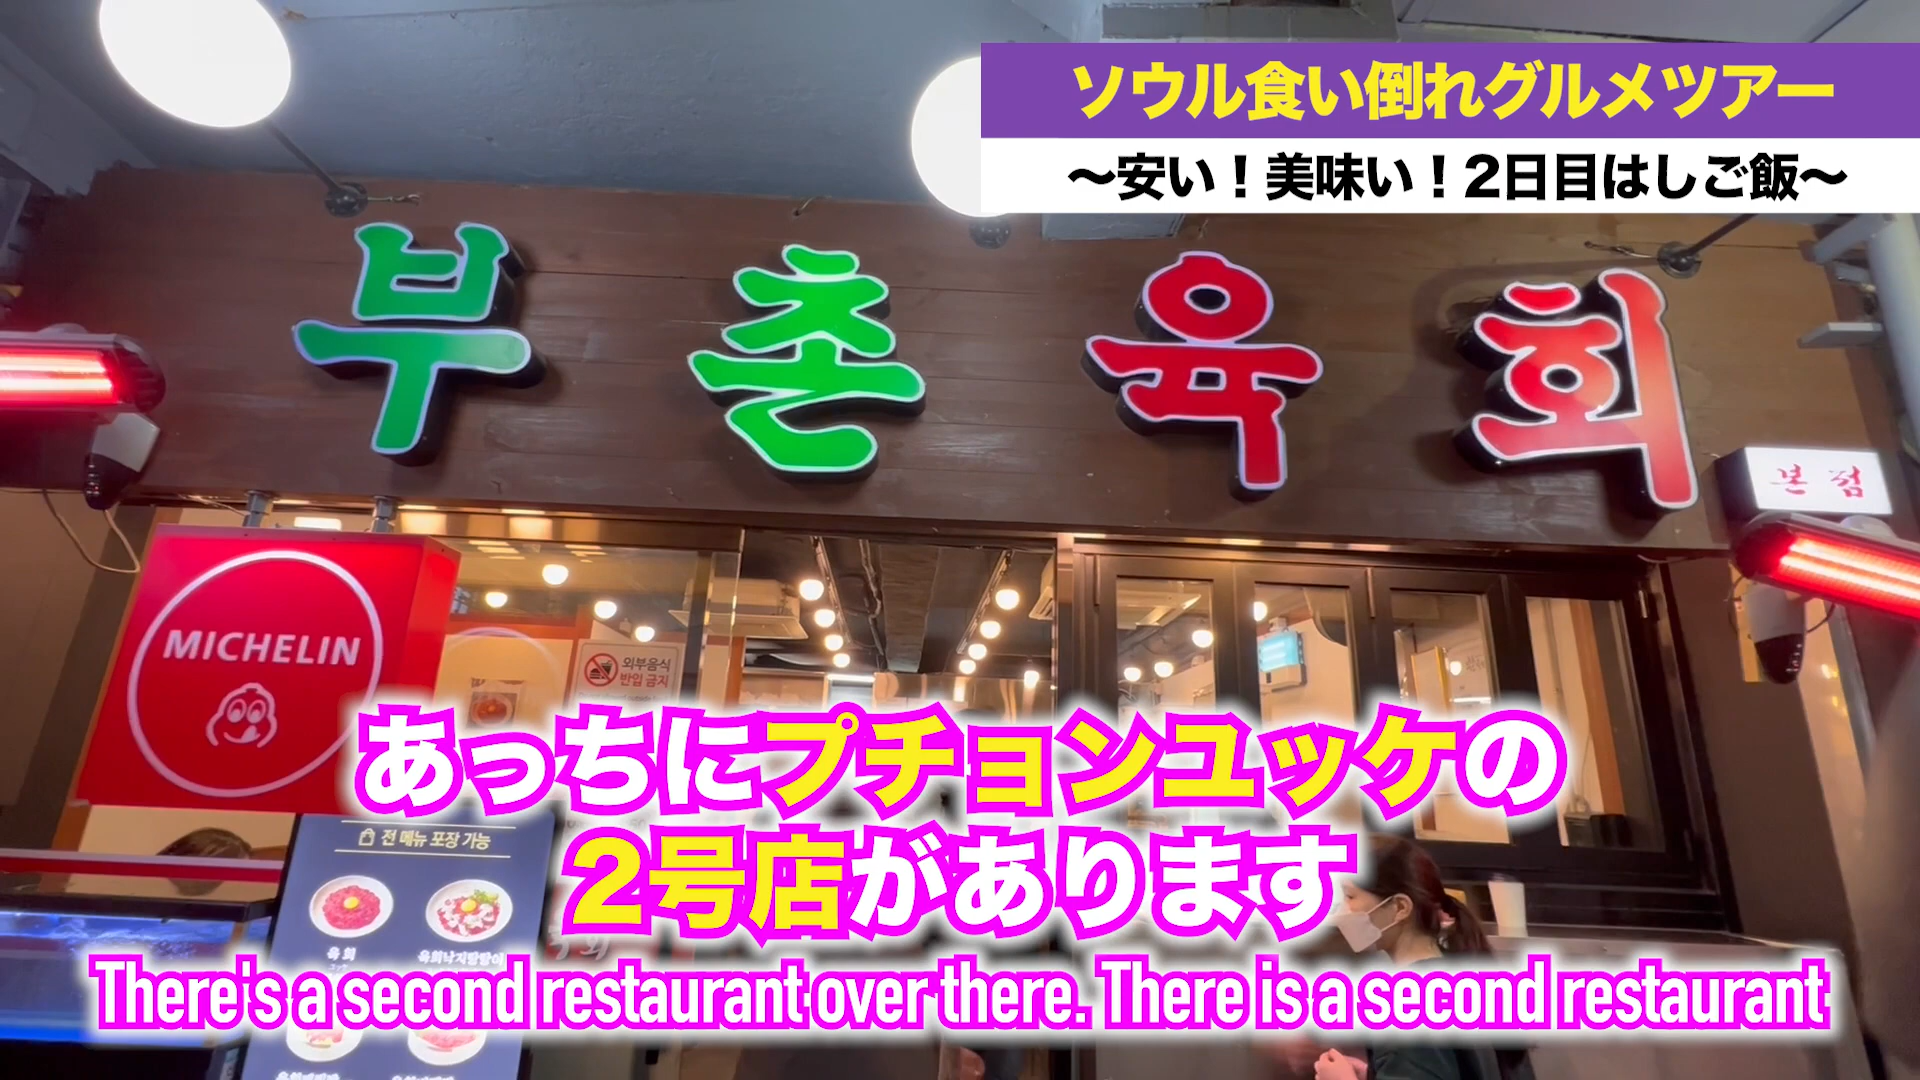 ソウル食い倒れグルメツアー
～安い！美味い！2日目はしご飯～
부촌육회
본점
MICHELIN
외부음식
반입 금지
あっちにプチョンユッケの
2号店があります
전 메뉴 포장 가능
육회
육회낙지탕탕이
There's a second restaurant over there. There is a second restaurant